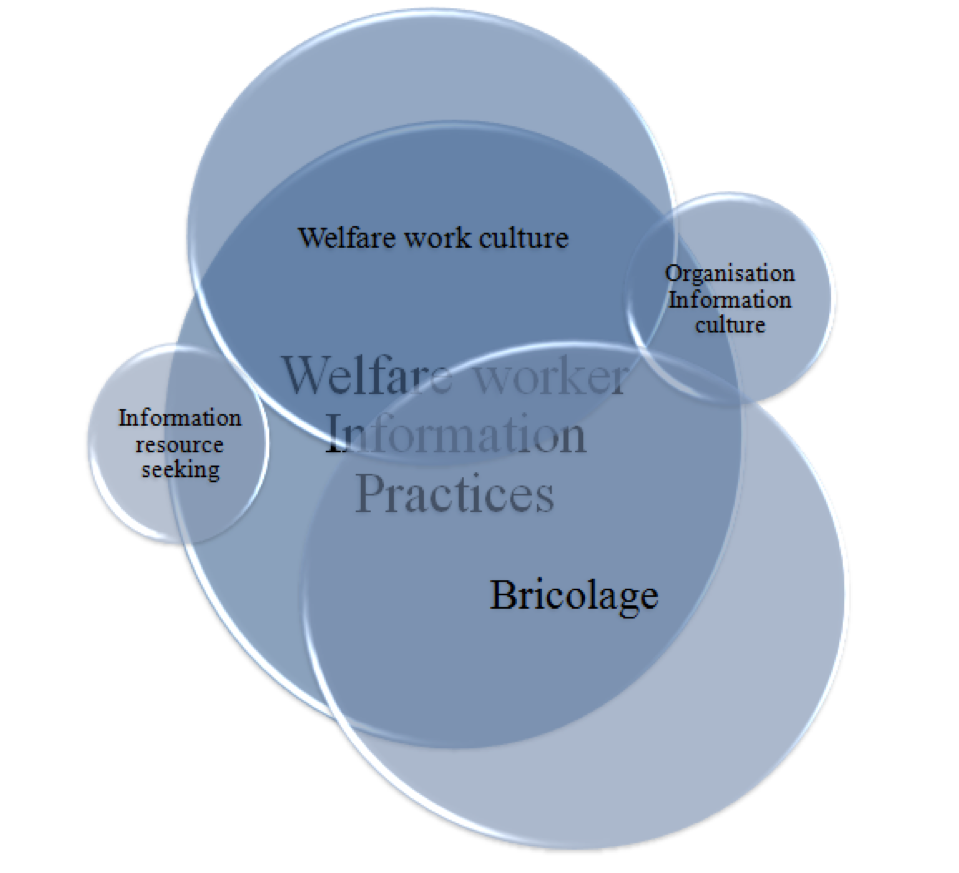 Welfare work culture
Organisation
Information
culture
Welfare worker
Information
Practices
Information
resource
seeking
Bricolage